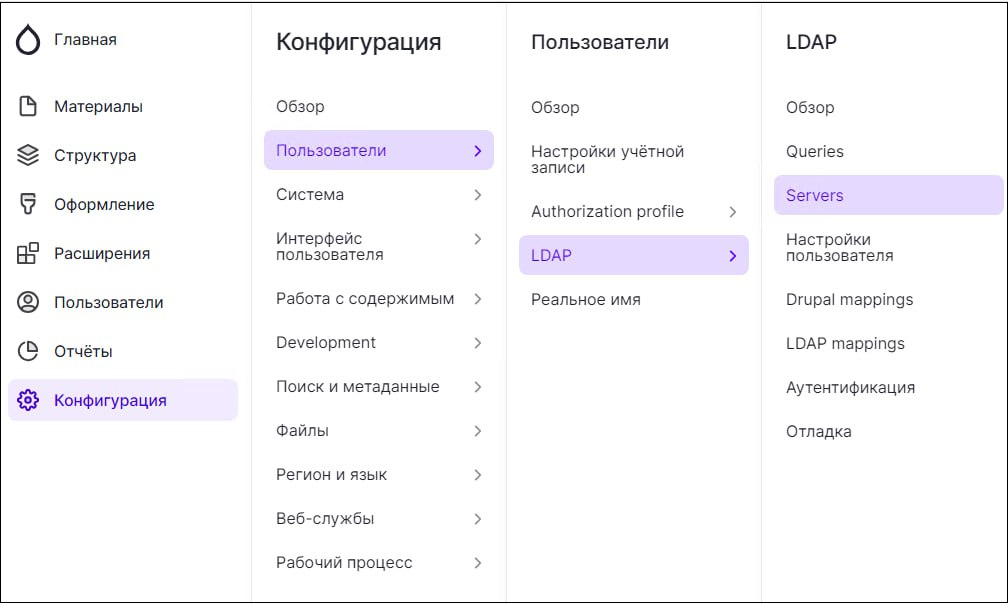 Главная
Материалы
Структура
Оформление
Расширения
Пользователи
Отчёты
Конфигурация
Конфигурация
Обзор
Пользователи
Система
Интерфейс
пользователя
Работа с содержимым
Development
Поиск и метаданные
Файлы
Регион и язык
Веб-службы
Рабочий процесс
Пользователи
Обзор
Настройки учётной
записи
Authorization profile
LDAP
Реальное имя
LDAP
Обзор
Queries
Servers
Настройки
пользователя
Drupal mappings
LDAP mappings
Аутентификация
Отладка